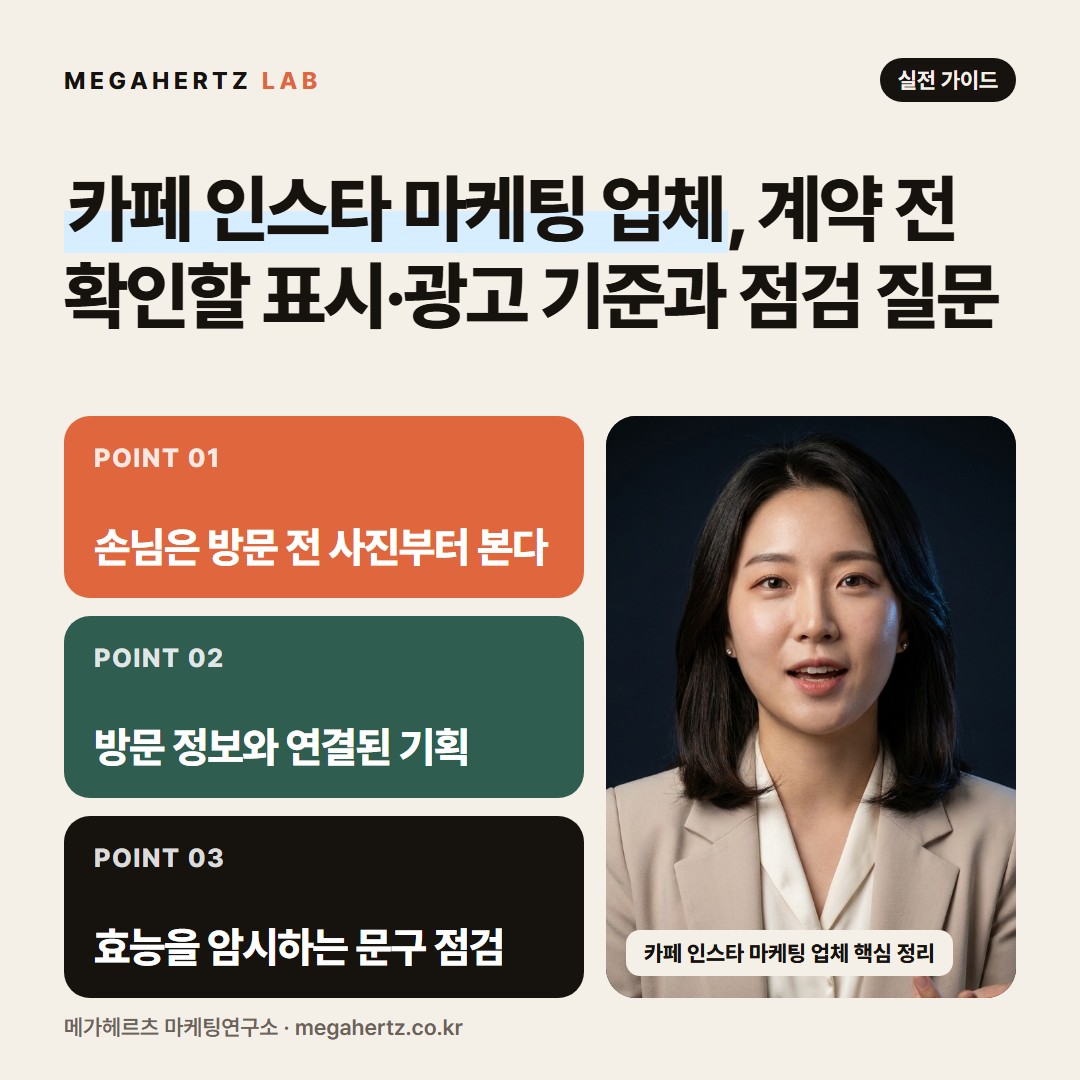 MEGAHERTZ LAB
실전 가이드
카페 인스타 마케팅 업체, 계약 전
확인할 표시·광고 기준과 점검 질문
POINT 01
손님은 방문 전 사진부터 본다
POINT 02
방문 정보와 연결된 기획
POINT 03
효능을 암시하는 문구 점검
카페 인스타 마케팅 업체 핵심 정리
메가헤르츠 마케팅연구소 · megahertz.co.kr